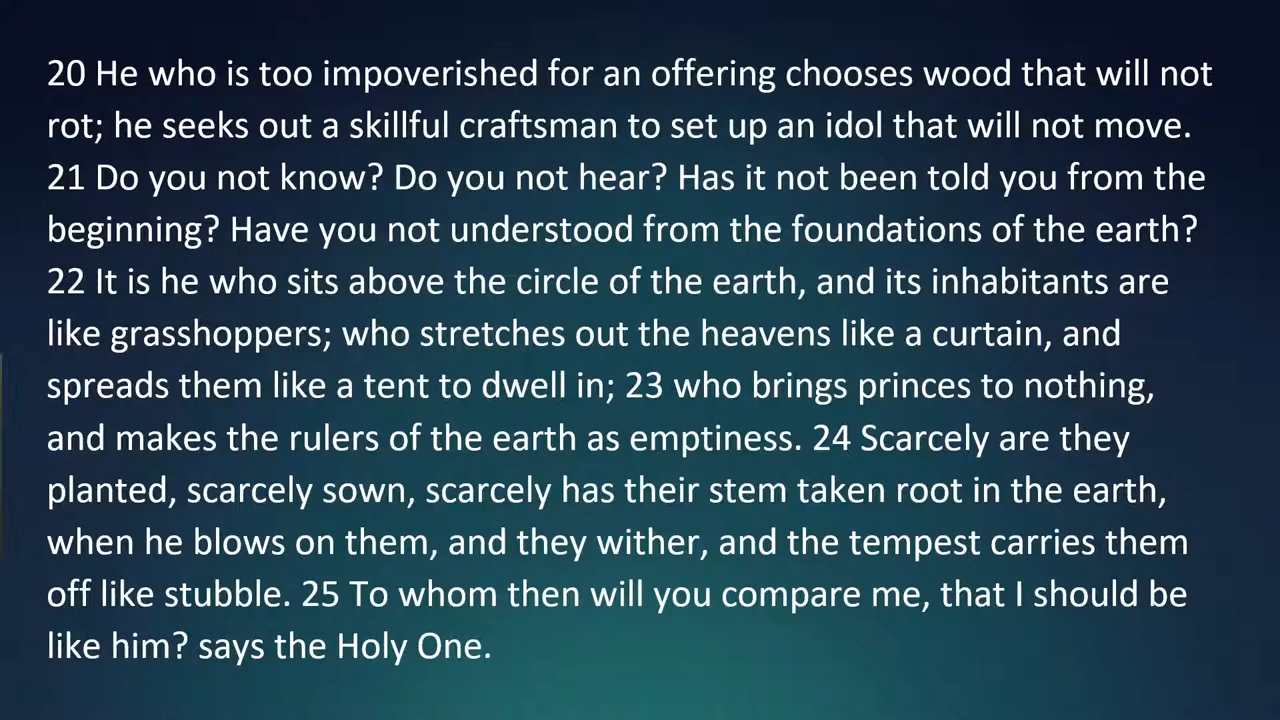 20 He who is too impoverished for an offering chooses wood that will not
rot; he seeks out a skillful craftsman to set up an idol that will not move.
21 Do you not know? Do you not hear? Has it not been told you from the
beginning? Have you not understood from the foundations of the earth?
22 It is he who sits above the circle of the earth, and its inhabitants are
like grasshoppers; who stretches out the heavens like a curtain, and
spreads them like a tent to dwell in; 23 who brings princes to nothing,
and makes the rulers of the earth as emptiness. 24 Scarcely are they
planted, scarcely sown, scarcely has their stem taken root in the earth,
when he blows on them, and they wither, and the tempest carries them
off like stubble. 25 To whom then will you compare me, that I should be
like him? says the Holy One.